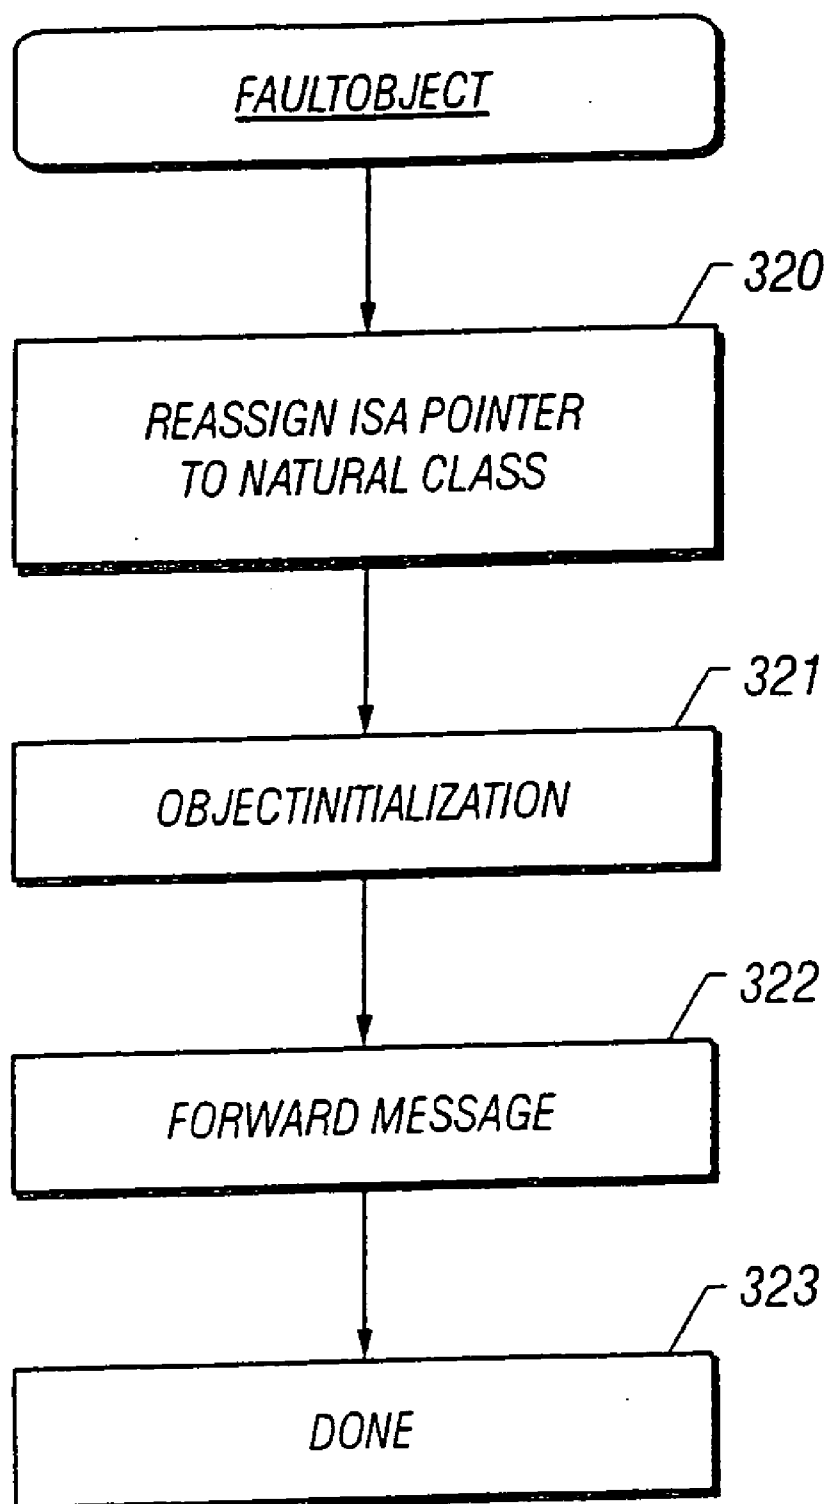 FAULTOBJECT
320
REASSIGN ISA POINTER
TO NATURAL CLASS
321
OBJECTINITIALIZATION
322
FORWARD MESSAGE
323
DONE